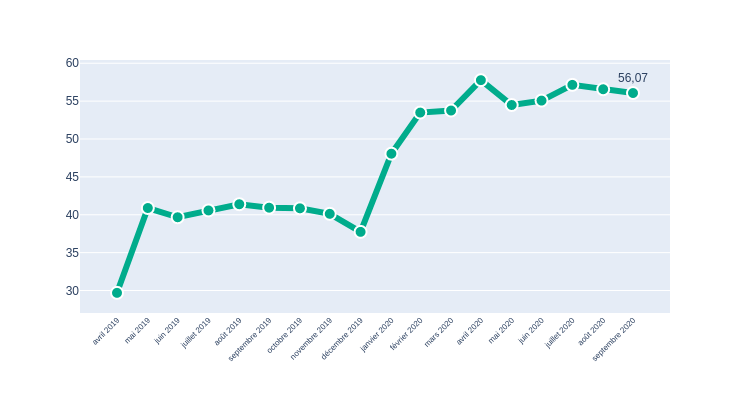 60
55
50
45
40
35
30
56,07
avril 2019
mai 2019
juin 2019
juillet 2019
août 2019
septembre 2019
octobre 2019
novembre 2019
décembre 2019
janvier 2020
février 2020
mars 2020
avril 2020
mai 2020
juin 2020
juillet 2020
août 2020
septembre 2020